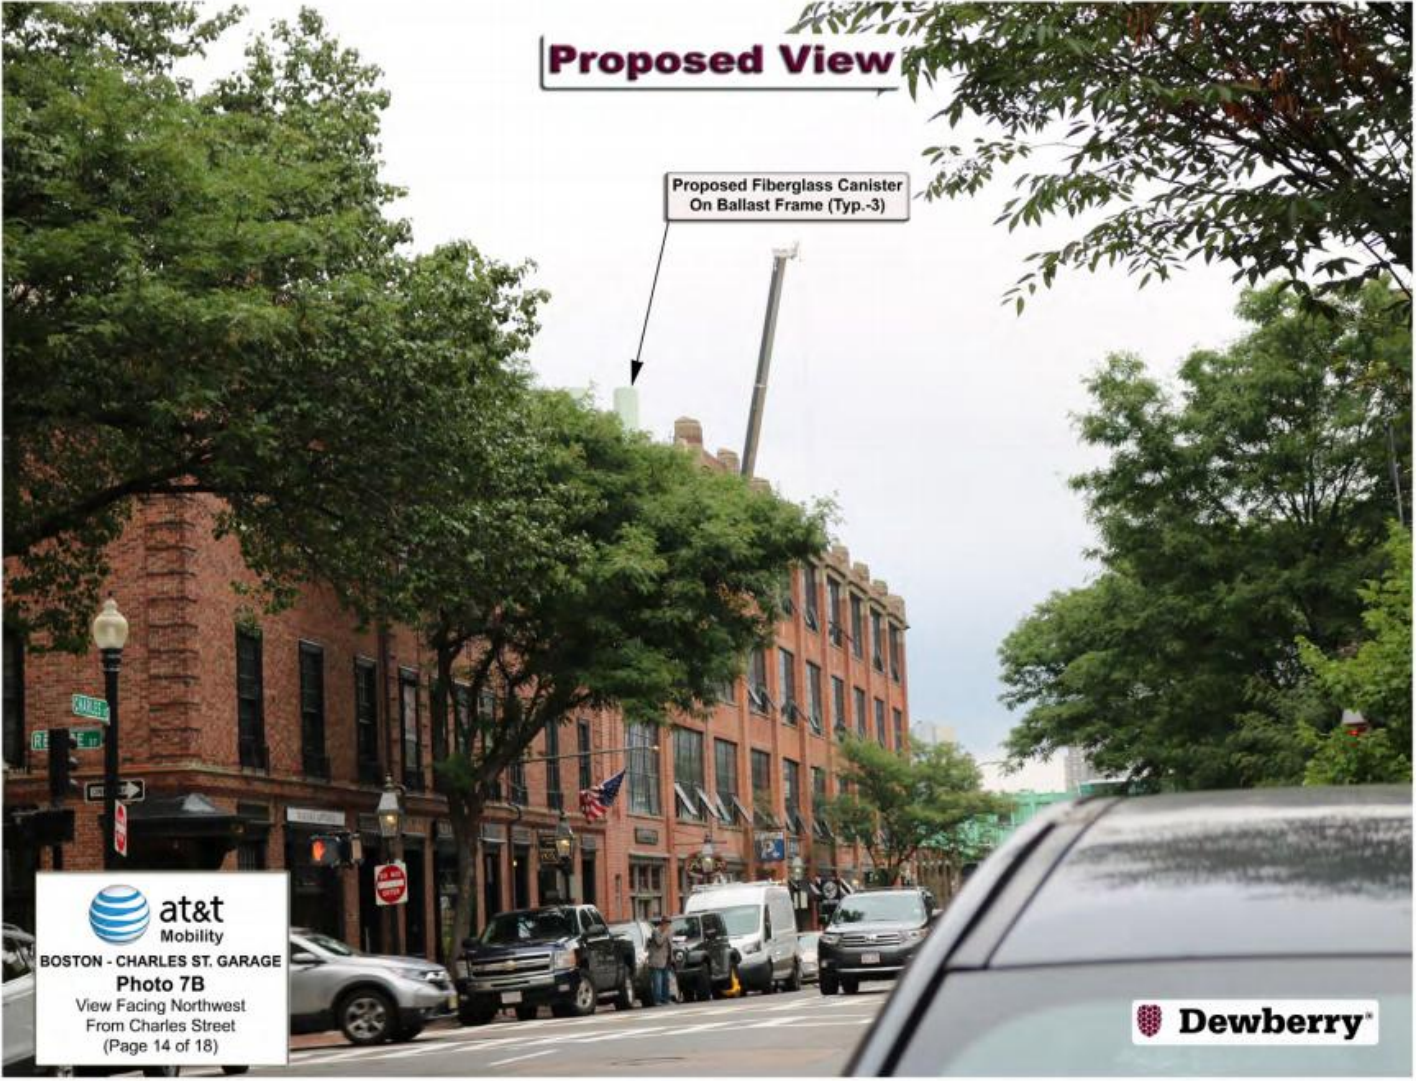 Proposed View
Proposed Fiberglass Canister
On Ballast Frame (Typ.-3)
CHARLES
DO NOT
ENTER
at&t
Mobility
BOSTON - CHARLES ST. GARAGE
Photo 7B
View Facing Northwest
From Charles Street
(Page 14 of 18)
Dewberry